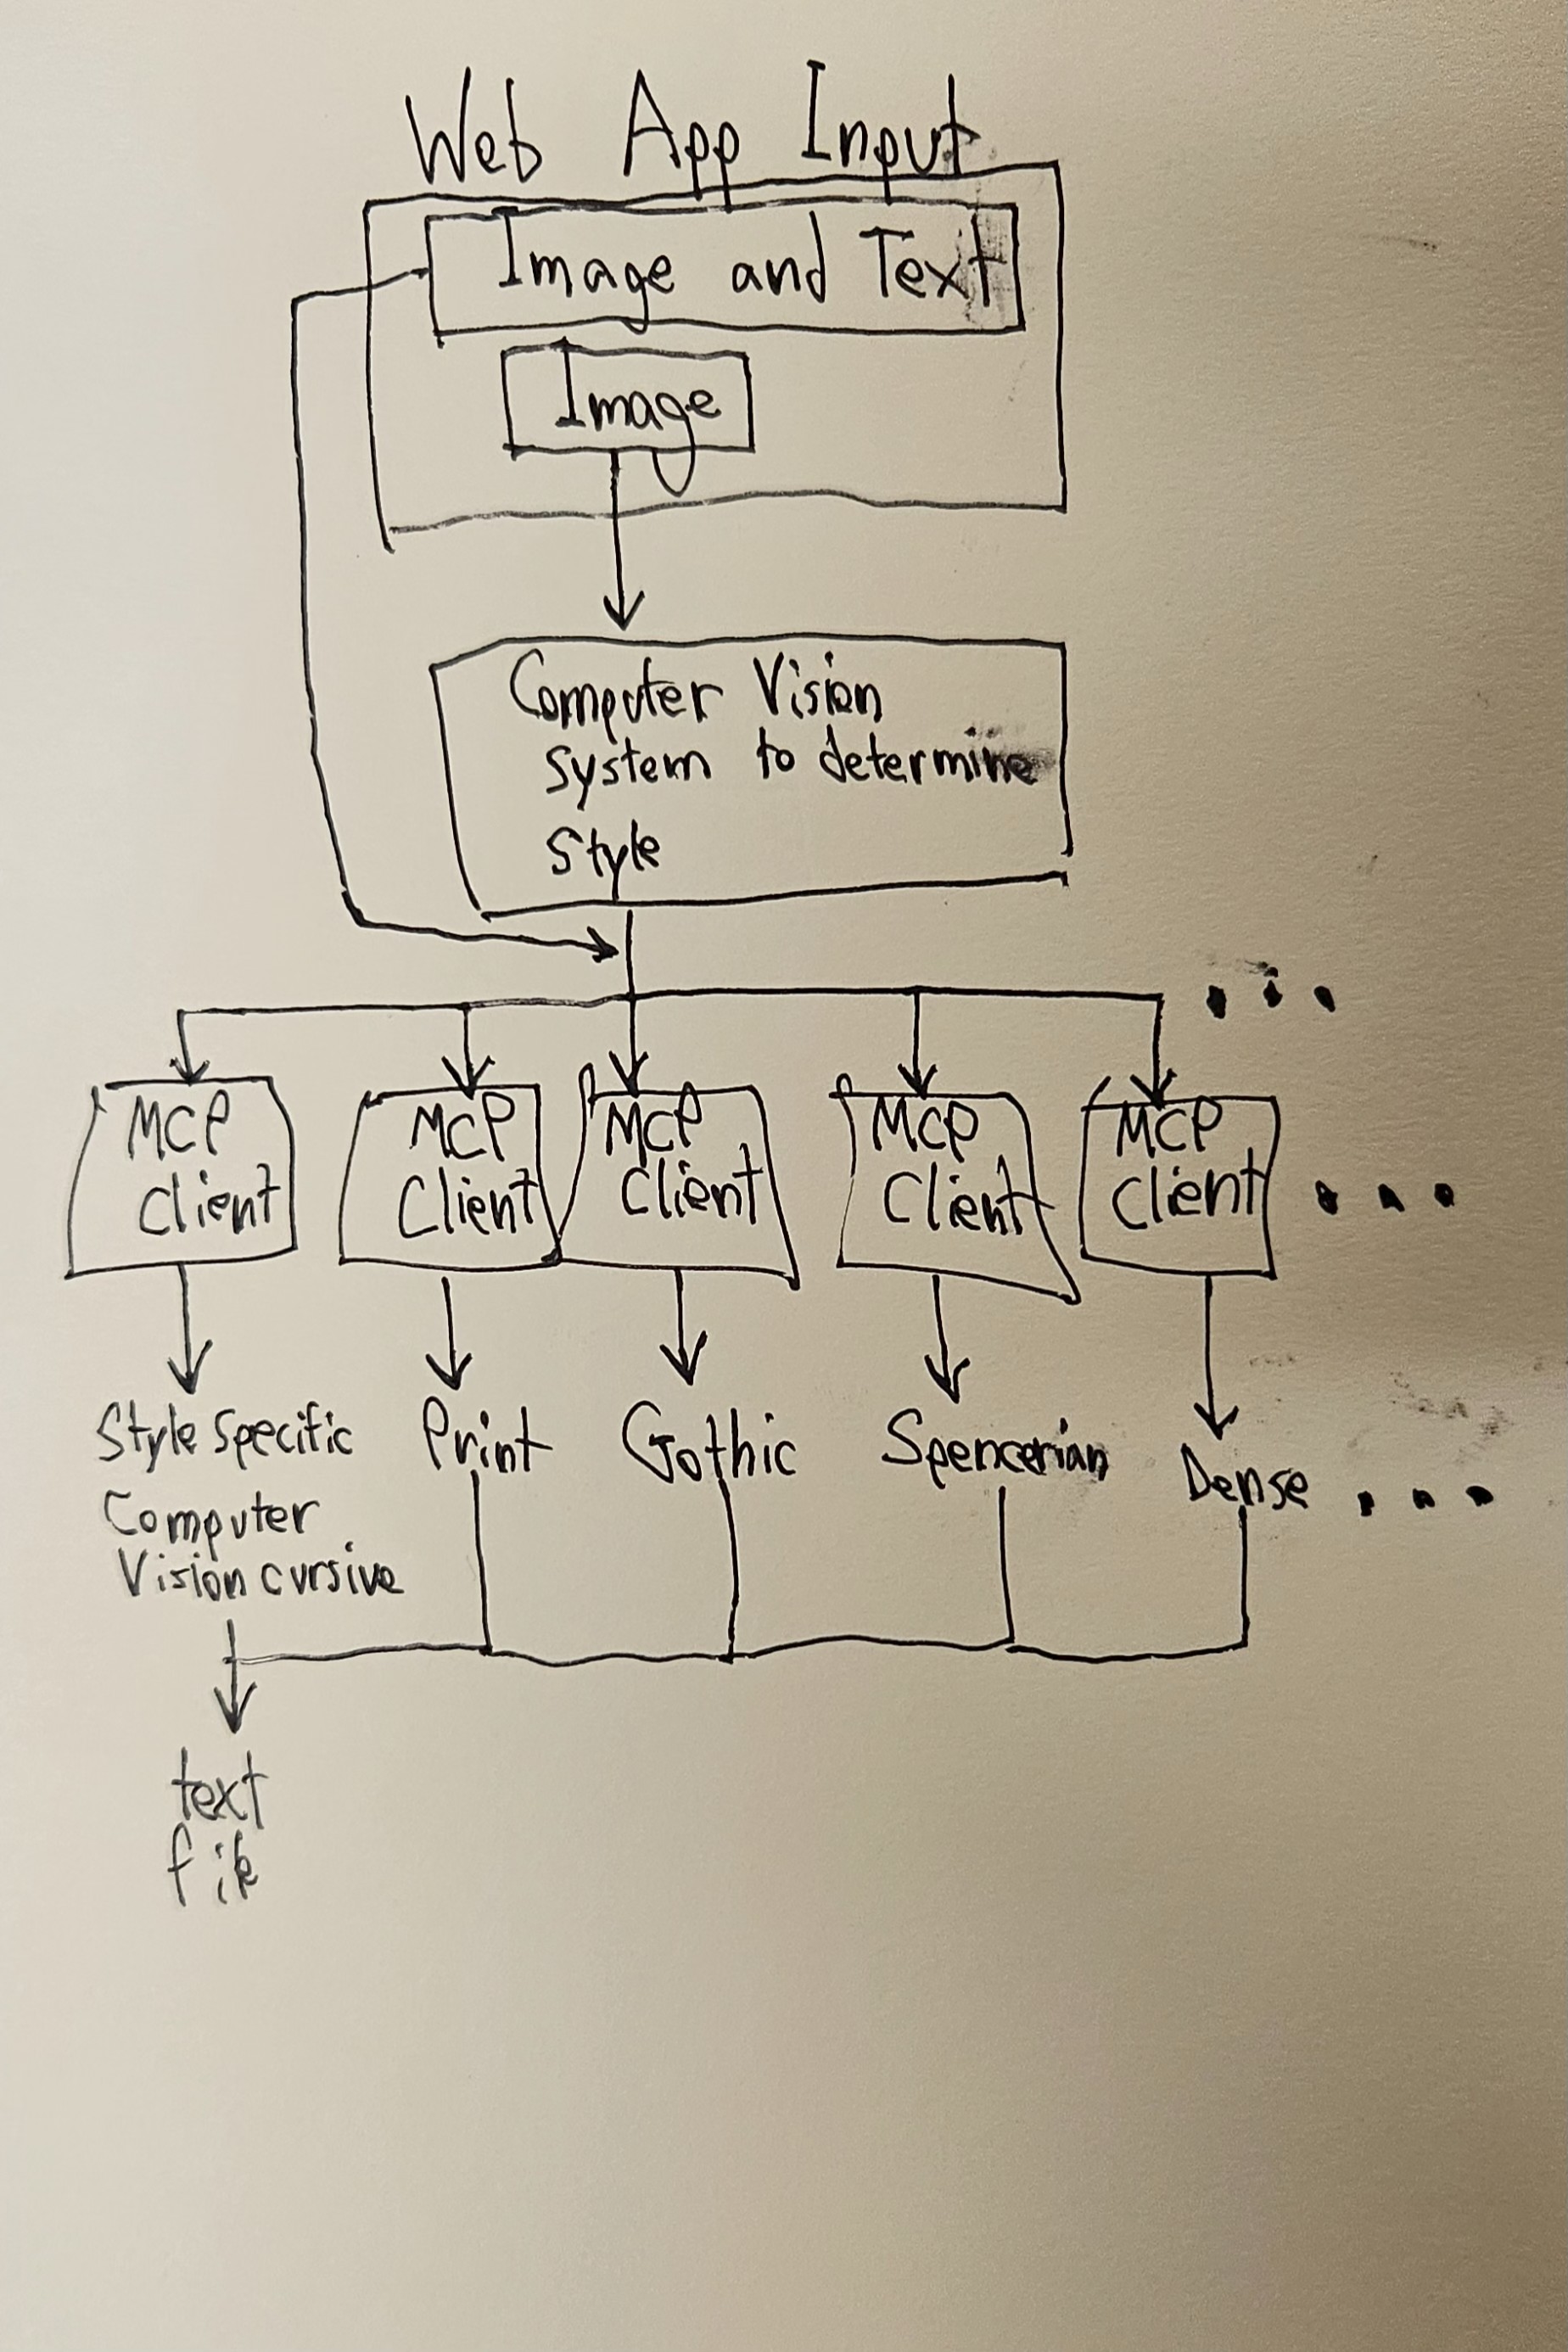 Web App Input
Image and Text
Image
Computer Vision
system to determine
Style
...
MCP
Client
MCP
Client
MCP
Client
MCP
Client
MCP
Client
...
Style Specific
Computer
Vision cursive
Print
Gothic
Spencerian
Dense ...
text
file